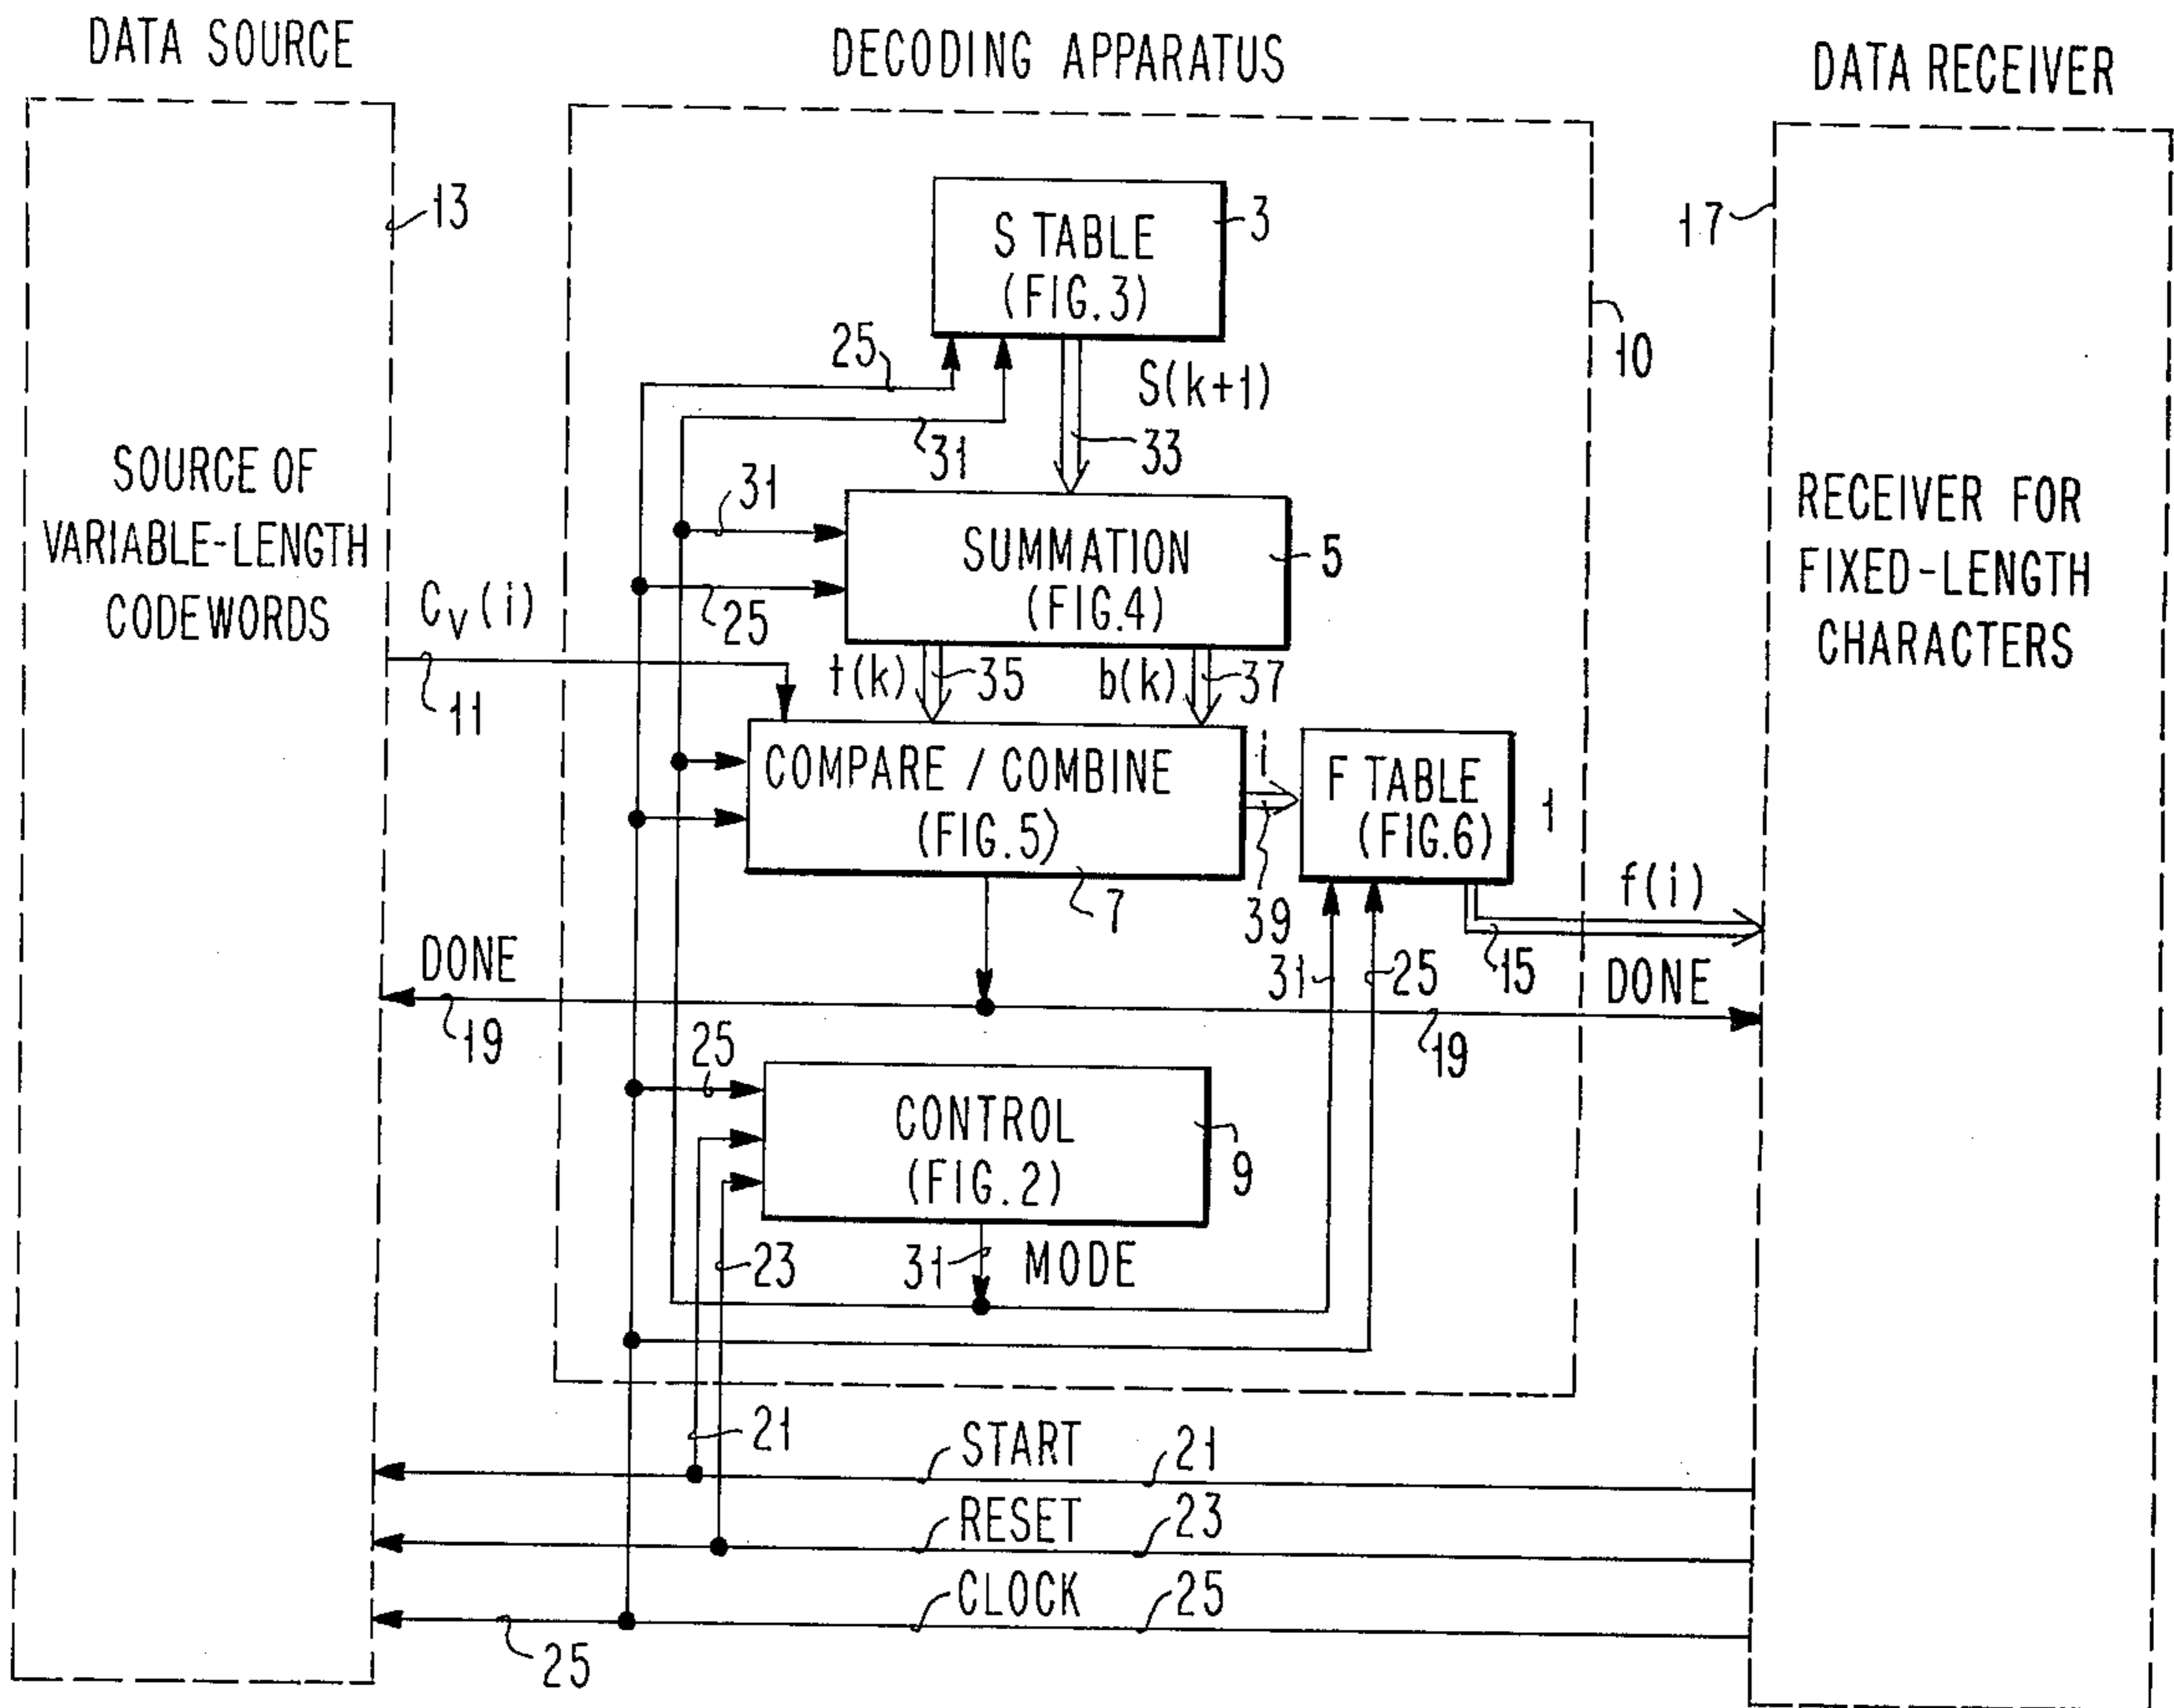 DATA SOURCE
DECODING APPARATUS
DATA RECEIVER
13
S TABLE
(FIG.3)
3
17
10
25
S(k+1)
31
33
SOURCE OF
VARIABLE-LENGTH
CODEWORDS
31
SUMMATION
(FIG.4)
5
25
RECEIVER FOR
FIXED-LENGTH
CHARACTERS
Cv(i)
11
t(k)
35
b(k)
37
COMPARE / COMBINE
(FIG.5)
7
i
39
F TABLE
(FIG.6)
1
f(i)
15
31
25
DONE
19
DONE
19
25
CONTROL
(FIG.2)
9
23
31
MODE
21
START
21
RESET
23
CLOCK
25
25